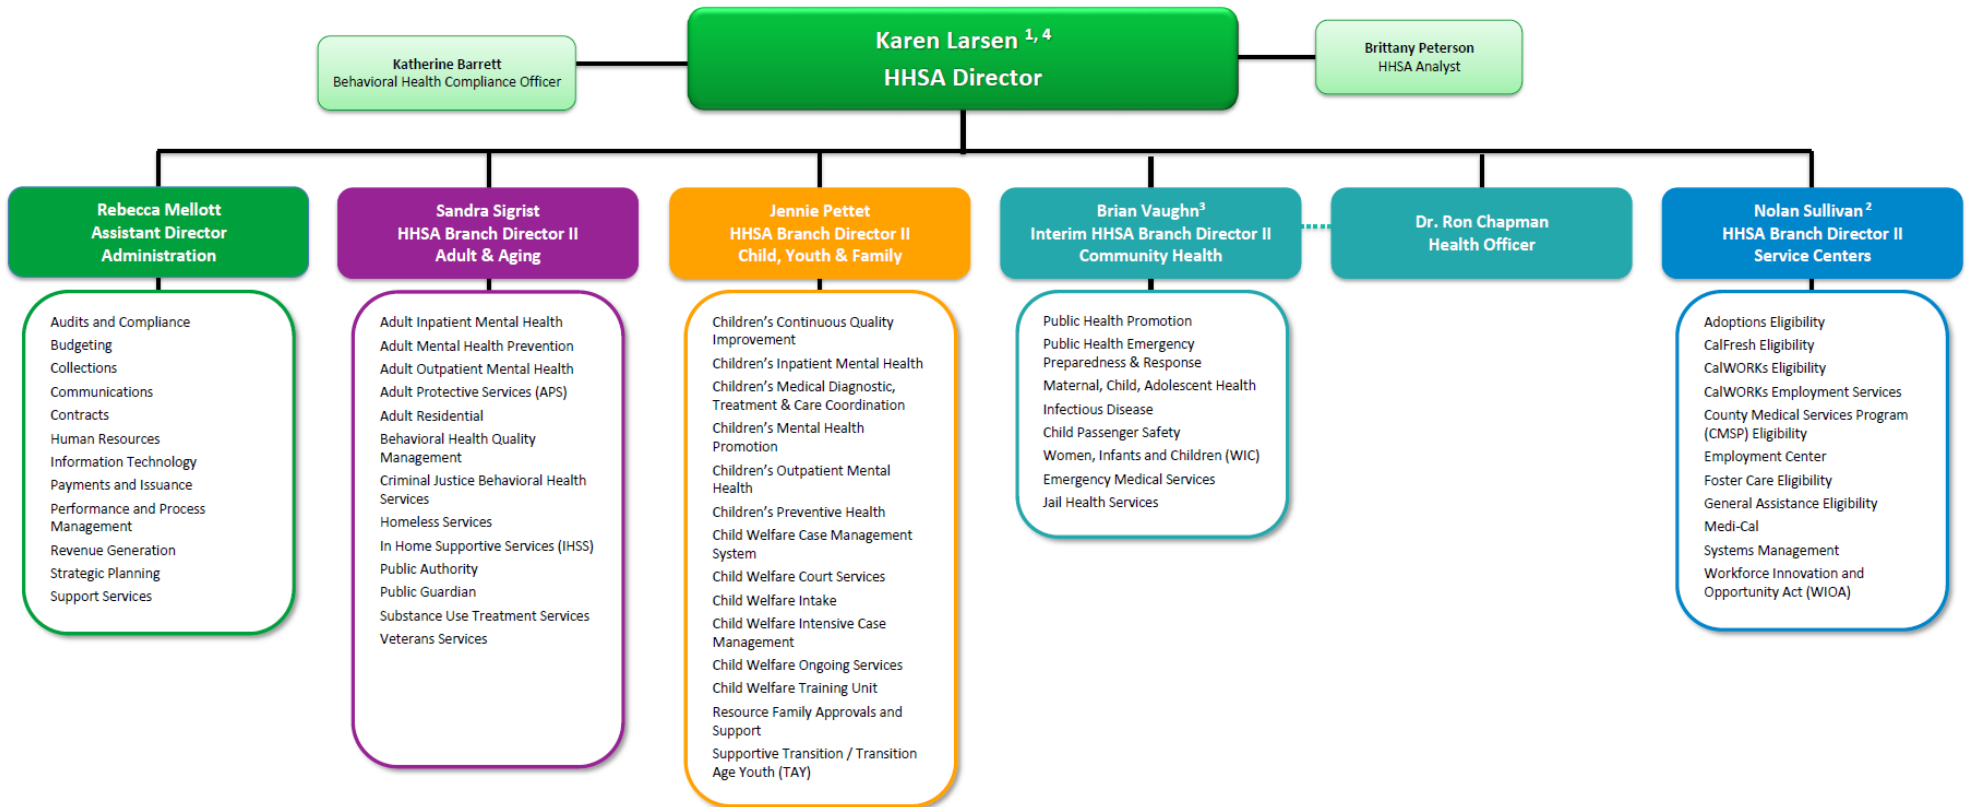 Karen Larsen 1, 4
HHSA Director
Katherine Barrett
Behavioral Health Compliance Officer
Brittany Peterson
HHSA Analyst
Rebecca Mellott
Assistant Director
Administration
Sandra Sigrist
HHSA Branch Director II
Adult & Aging
Jennie Pettet
HHSA Branch Director II
Child, Youth & Family
Brian Vaughn3
Interim HHSA Branch Director II
Community Health
Dr. Ron Chapman
Health Officer
Nolan Sullivan 2
HHSA Branch Director II
Service Centers
Audits and Compliance
Budgeting
Collections
Communications
Contracts
Human Resources
Information Technology
Payments and Issuance
Performance and Process
Management
Revenue Generation
Strategic Planning
Support Services
Adult Inpatient Mental Health
Adult Mental Health Prevention
Adult Outpatient Mental Health
Adult Protective Services (APS)
Adult Residential
Behavioral Health Quality
Management
Criminal Justice Behavioral Health
Services
Homeless Services
In Home Supportive Services (IHSS)
Public Authority
Public Guardian
Substance Use Treatment Services
Veterans Services
Children's Continuous Quality
Improvement
Children's Inpatient Mental Health
Children's Medical Diagnostic,
Treatment & Care Coordination
Children's Mental Health
Promotion
Children's Outpatient Mental
Health
Children's Preventive Health
Child Welfare Case Management
System
Child Welfare Court Services
Child Welfare Intake
Child Welfare Intensive Case
Management
Child Welfare Ongoing Services
Child Welfare Training Unit
Resource Family Approvals and
Support
Supportive Transition / Transition
Age Youth (TAY)
Public Health Promotion
Public Health Emergency
Preparedness & Response
Maternal, Child, Adolescent Health
Infectious Disease
Child Passenger Safety
Women, Infants and Children (WIC)
Emergency Medical Services
Jail Health Services
Adoptions Eligibility
CalFresh Eligibility
CalWORKs Eligibility
CalWORKs Employment Services
County Medical Services Program
(CMSP) Eligibility
Employment Center
Foster Care Eligibility
General Assistance Eligibility
Medi-Cal
Systems Management
Workforce Innovation and
Opportunity Act (WIOA)